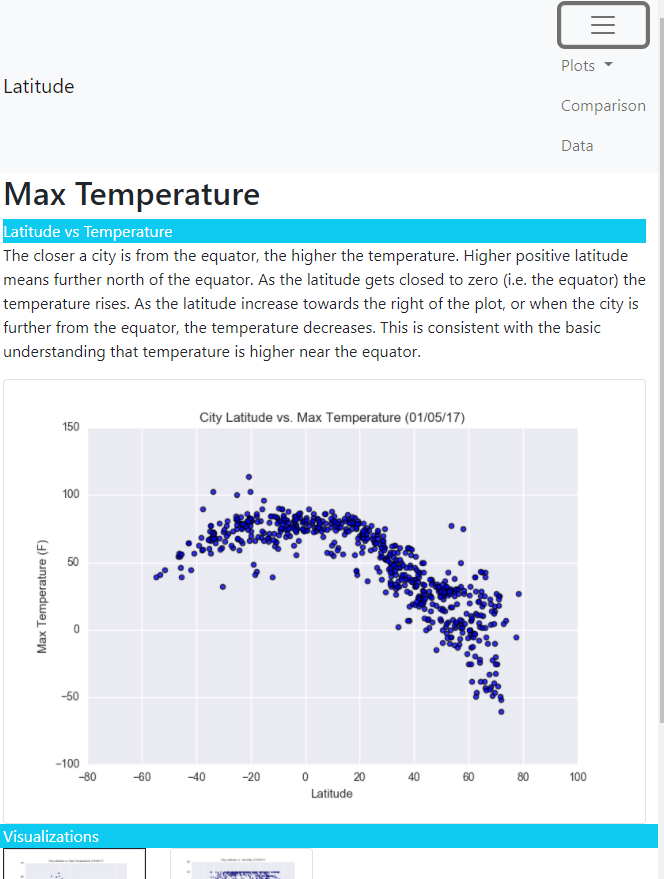 Latitude
Plots
Comparison
Data
Max Temperature
Latitude vs Temperature
The closer a city is from the equator, the higher the temperature. Higher positive latitude
means further north of the equator. As the latitude gets closed to zero (i.e. the equator) the
temperature rises. As the latitude increase towards the right of the plot, or when the city is
further from the equator, the temperature decreases. This is consistent with the basic
understanding that temperature is higher near the equator.
City Latitude vs. Max Temperature (01/05/17)
150
100
50
0
−50
−100
Max Temperature (F)
−80 −60 −40 −20 0 20 40 60 80 100
Latitude
Visualizations